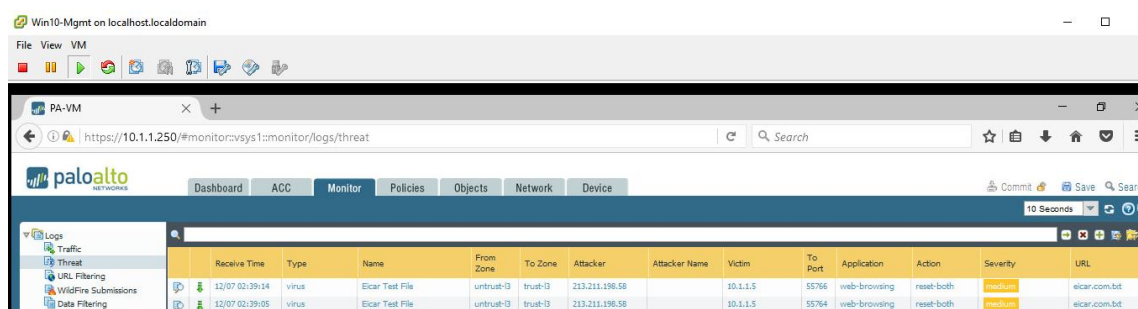 Win10-Mgmt on localhost.localdomain
File View VM
PA-VM
https://10.1.1.250/#monitor::vsys1::monitor/logs/threat
Search
paloalto
NETWORKS
Dashboard ACC Monitor Policies Objects Network Device
Commit Save Sear
10 Seconds
Logs
Traffic
Threat
URL Filtering
WildFire Submissions
Data Filtering
Receive Time Type Name From Zone To Zone Attacker Attacker Name Victim To Port Application Action Severity URL
12/07 02:39:14 virus Eicar Test File untrust-l3 trust-l3 213.211.198.58 10.1.1.5 55766 web-browsing reset-both medium eicar.com.txt
12/07 02:39:05 virus Eicar Test File untrust-l3 trust-l3 213.211.198.58 10.1.1.5 55764 web-browsing reset-both medium eicar.com.txt